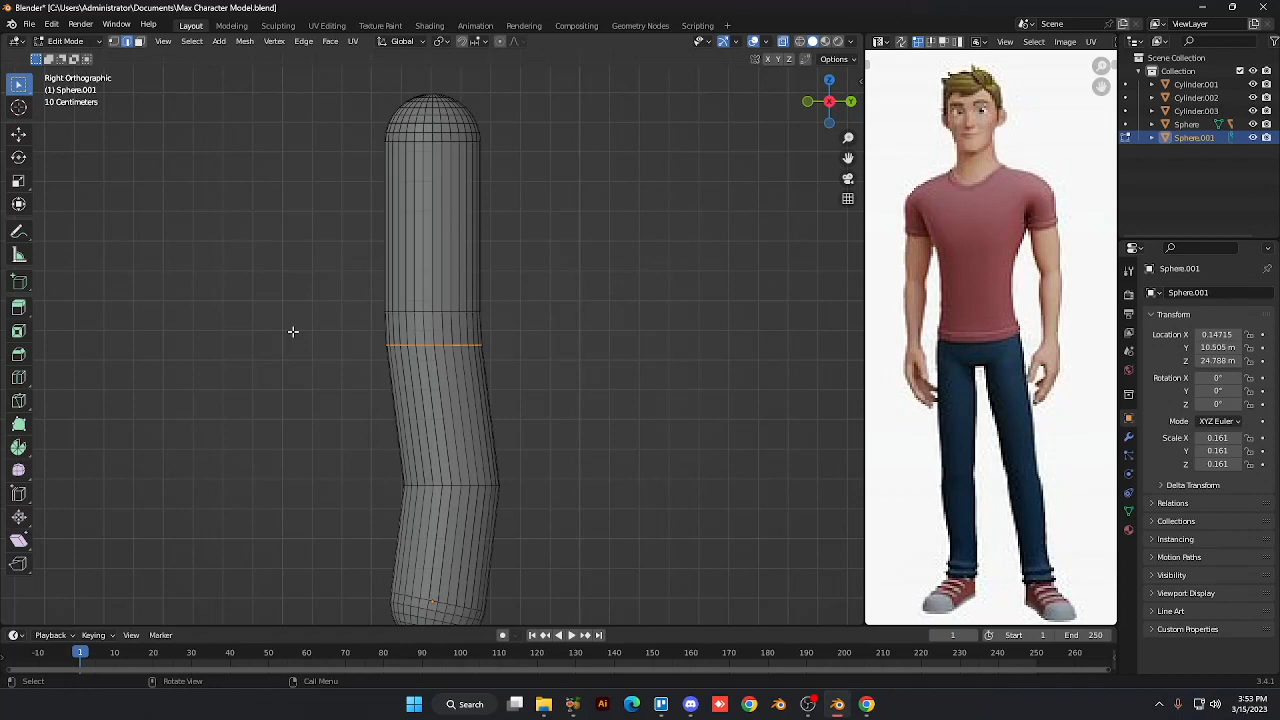 Blender* [C:\Users\Administrator\Documents\Max Character Model.blend]
File Edit Render Window Help Layout Modeling Sculpting UV Editing Texture Paint Shading Animation Rendering Compositing Geometry Nodes Scripting + Scene ViewLayer
Edit Mode View Select Add Mesh Vertex Edge Face UV Global View Select Image UV
X Y Z Options
Right Orthographic
(1) Sphere.001
10 Centimeters
Z
X
Y
Scene Collection
Collection
Cylinder.001
Cylinder.002
Cylinder.003
Sphere
Sphere.001
Sphere.001
Sphere.001
Transform
Location X 0.14715
Y 10.505 m
Z 24.788 m
Rotation X 0°
Y 0°
Z 0°
Mode XYZ Euler
Scale X 0.161
Y 0.161
Z 0.161
Delta Transform
Relations
Collections
Instancing
Motion Paths
Visibility
Viewport Display
Line Art
Custom Properties
Playback Keying View Marker 1 Start 1 End 250
-10 1 10 20 30 40 50 60 70 80 90 100 110 120 130 140 150 160 170 180 190 200 210 220 230 240 250 260
Select Rotate View Call Menu 3.4.1
Search
Ai
3:53 PM
3/15/2023